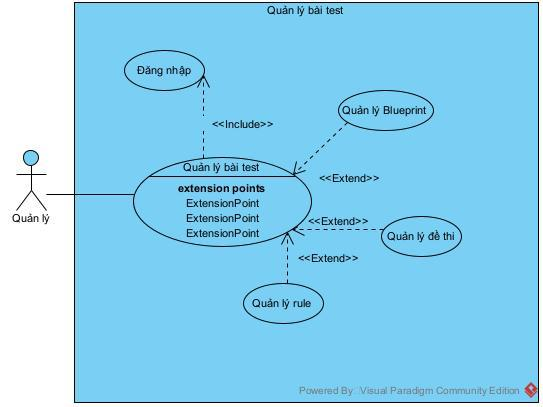 Quản lý bài test
Đăng nhập
Quản lý Blueprint
<<Include>>
Quản lý bài test
extension points
ExtensionPoint
ExtensionPoint
ExtensionPoint
<<Extend>>
Quản lý
<<Extend>>
Quản lý đề thi
<<Extend>>
Quản lý rule
Powered By Visual Paradigm Community Edition